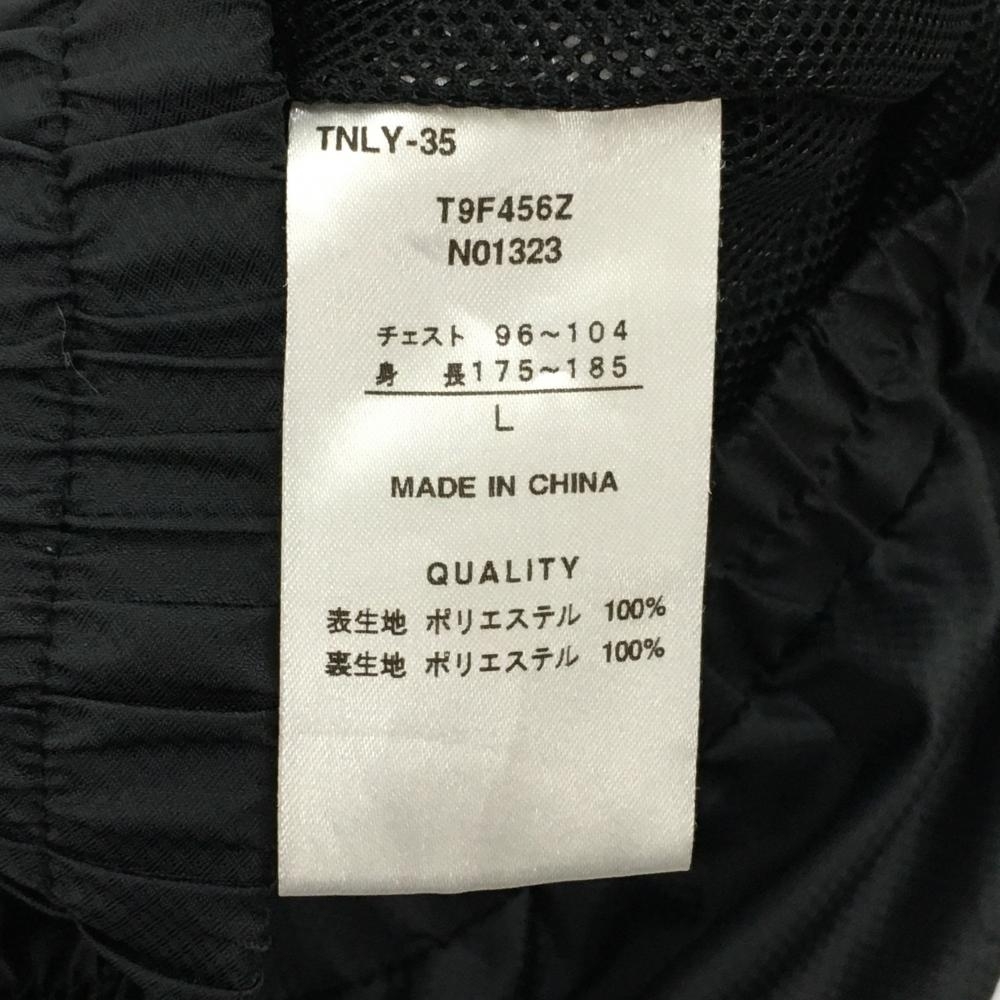 TNLY-35
T9F456Z
N01323
チェスト 96~104
身 長175~185
L
MADE IN CHINA
QUALITY
表生地 ポリエステル 100%
裏生地 ポリエステル 100%